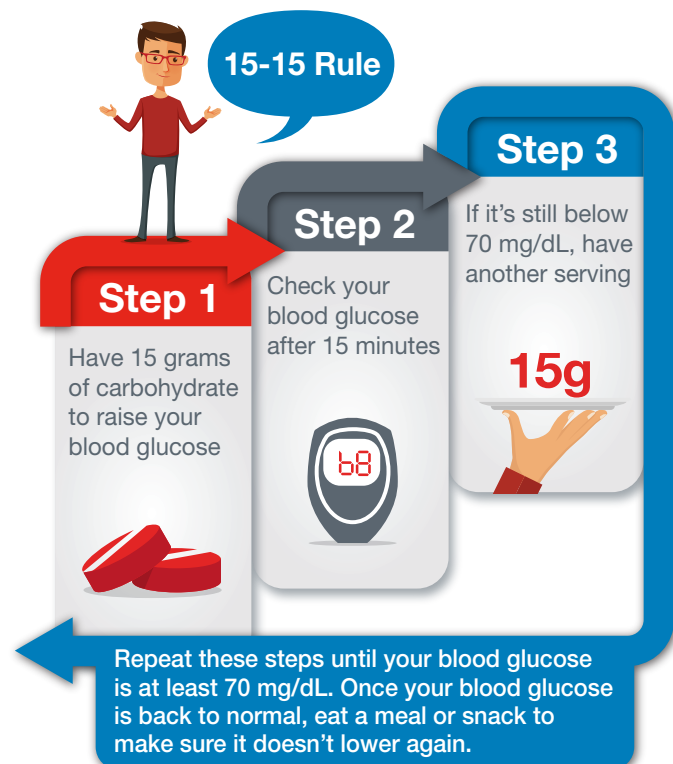 15-15 Rule
Step 1
Have 15 grams
of carbohydrate
to raise your
blood glucose
Step 2
Check your
blood glucose
after 15 minutes
68
Step 3
If it’s still below
70 mg/dL, have
another serving
15g
Repeat these steps until your blood glucose
is at least 70 mg/dL. Once your blood glucose
is back to normal, eat a meal or snack to
make sure it doesn’t lower again.